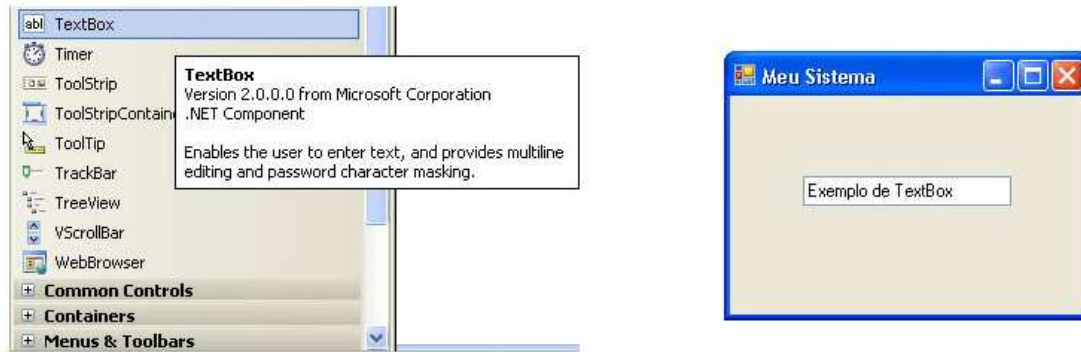 abl TextBox
Timer
ToolStrip
TextBox
Version 2.0.0.0 from Microsoft Corporation
.NET Component
Enables the user to enter text, and provides multiline
editing and password character masking.
ToolStripContain
ToolTip
TrackBar
TreeView
VScrollBar
WebBrowser
Common Controls
Containers
Menus & Toolbars
Meu Sistema
Exemplo de TextBox